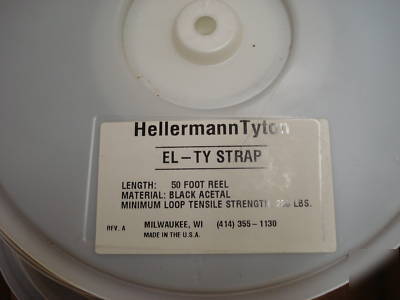 HellermannTyton
EL-TY STRAP
LENGTH: 50 FOOT REEL
MATERIAL: BLACK ACETAL
MINIMUM LOOP TENSILE STRENGTH LBS.
REV. A MILWAUKEE, WI (414) 355-1130
MADE IN THE U.S.A.